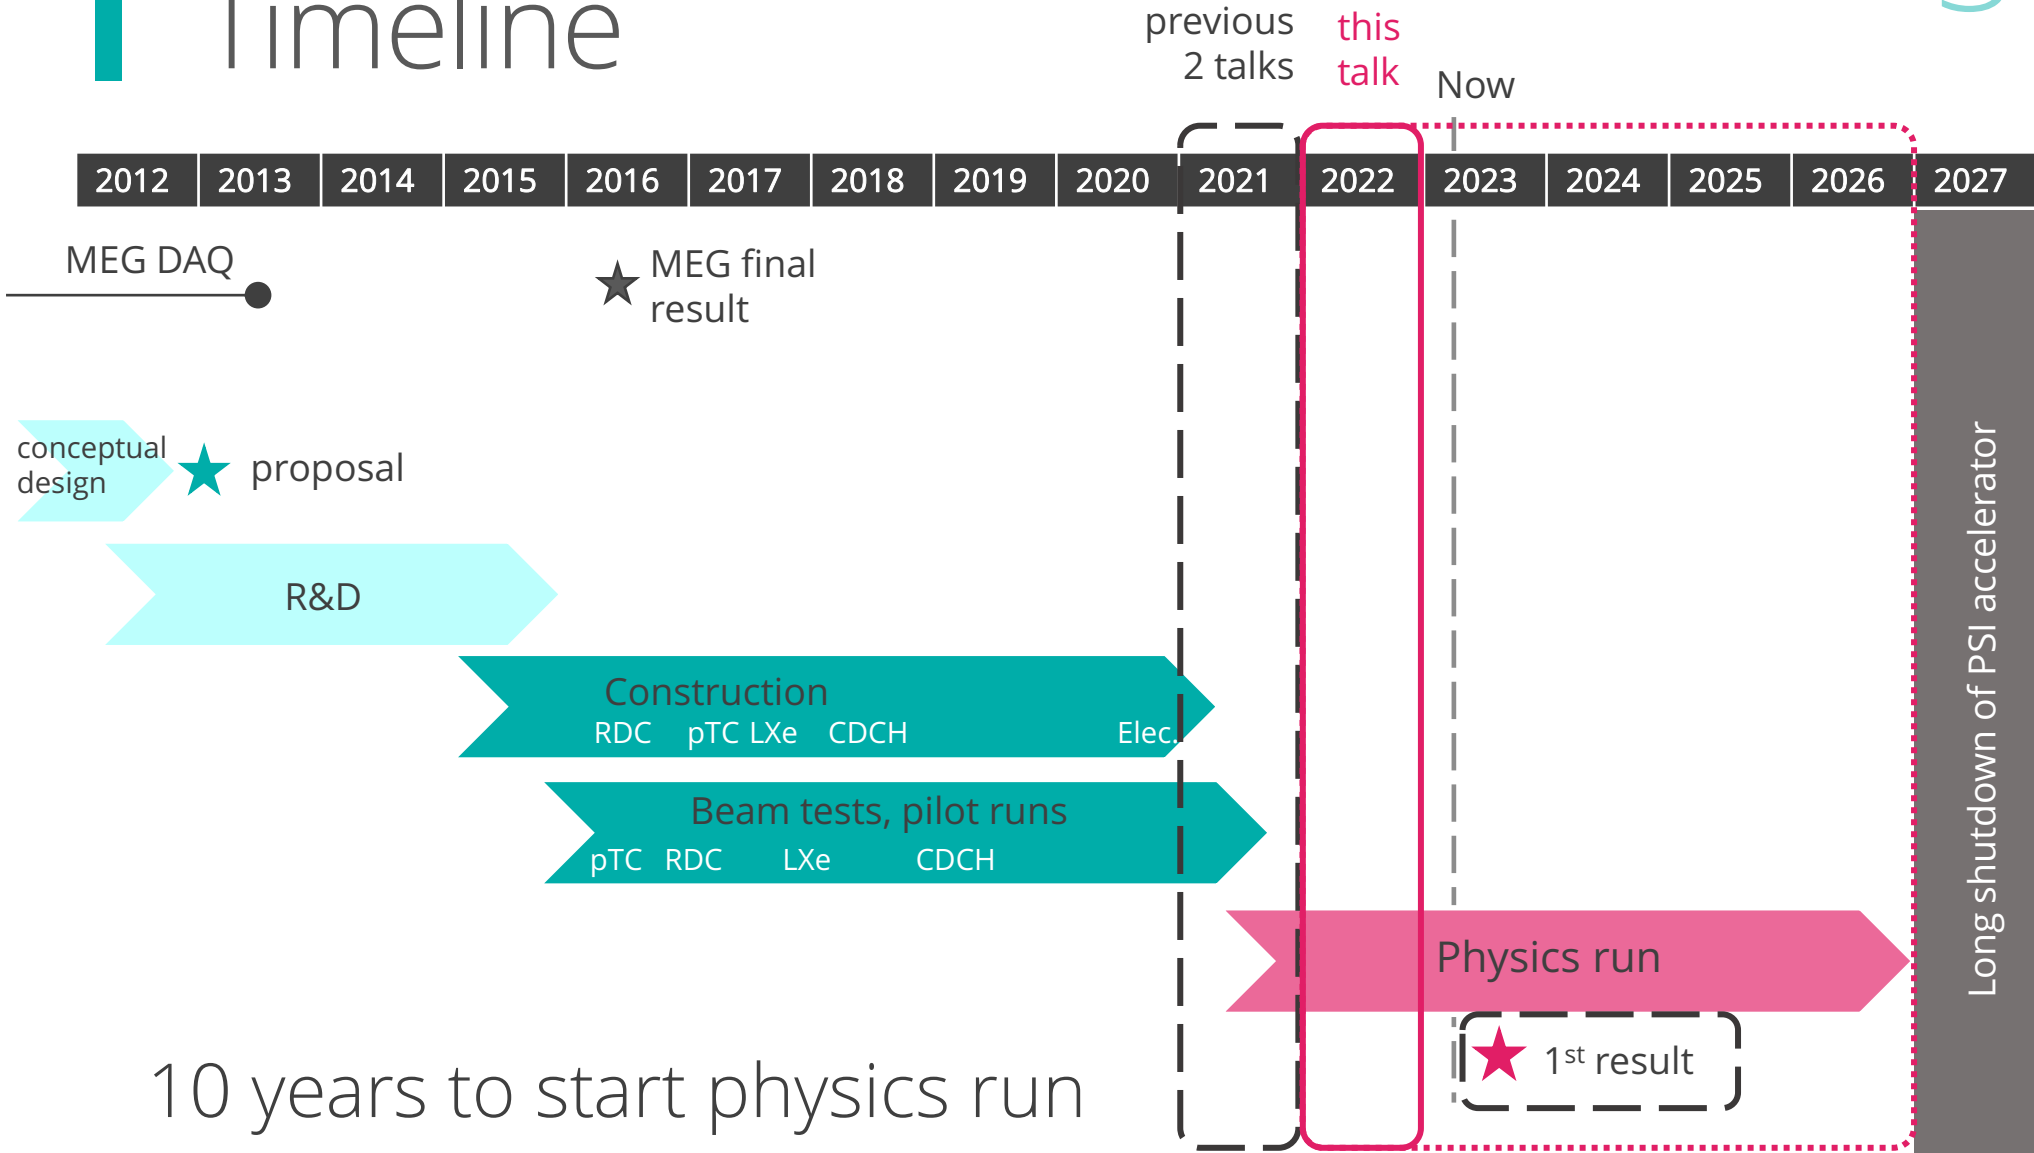 Timeline
previous
2 talks
this
talk
Now
2012 2013 2014 2015 2016 2017 2018 2019 2020 2021 2022 2023 2024 2025 2026 2027
MEG DAQ
MEG final
result
conceptual
design
proposal
R&D
Construction
RDC pTC LXe CDCH Elec.
Beam tests, pilot runs
pTC RDC LXe CDCH
Physics run
1st result
Long shutdown of PSI accelerator
10 years to start physics run